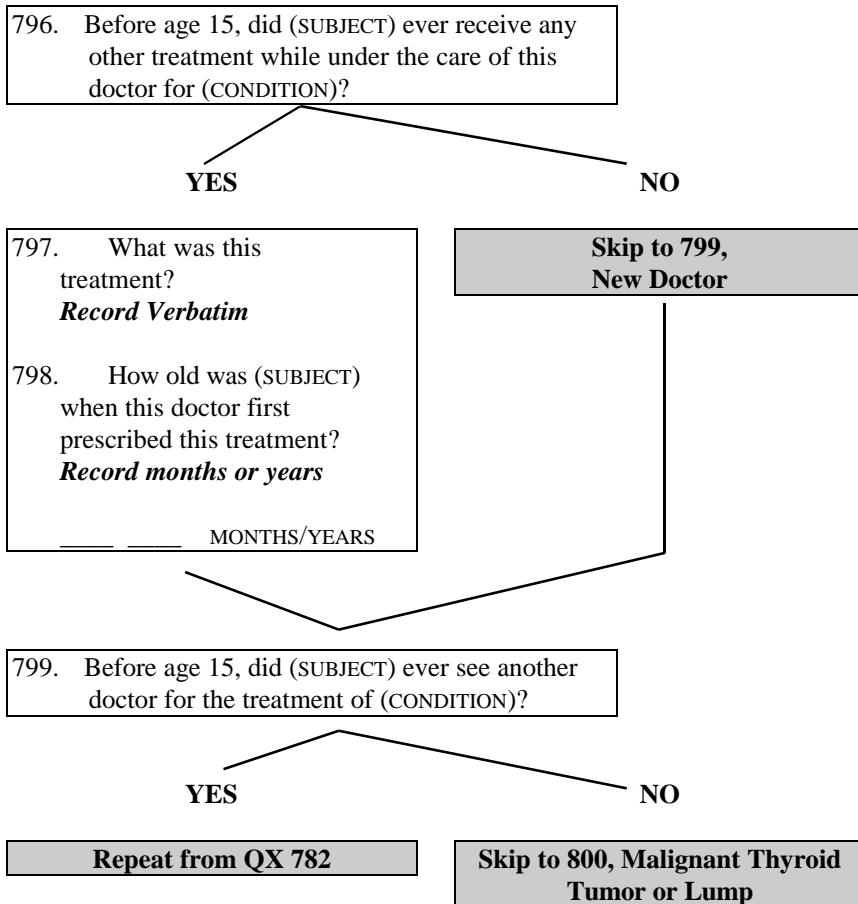 796. Before age 15, did (SUBJECT) ever receive any
other treatment while under the care of this
doctor for (CONDITION)?
YES
NO
797. What was this
treatment?
Record Verbatim
798. How old was (SUBJECT)
when this doctor first
prescribed this treatment?
Record months or years
____ ____ MONTHS/YEARS
Skip to 799,
New Doctor
799. Before age 15, did (SUBJECT) ever see another
doctor for the treatment of (CONDITION)?
YES
NO
Repeat from QX 782
Skip to 800, Malignant Thyroid
Tumor or Lump